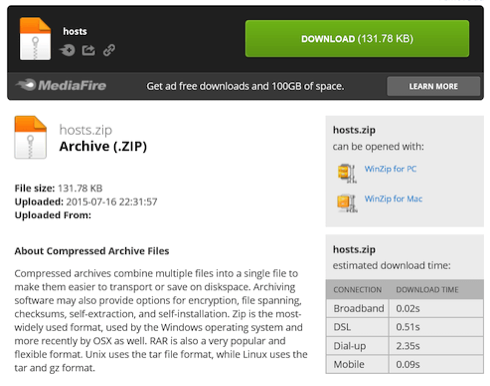 hosts
DOWNLOAD (131.78 KB)
MediaFire
Get ad free downloads and 100GB of space.
LEARN MORE
hosts.zip
Archive (.ZIP)
File size: 131.78 KB
Uploaded: 2015-07-16 22:31:57
Uploaded From:
About Compressed Archive Files
Compressed archives combine multiple files into a single file to
make them easier to transport or save on diskspace. Archiving
software may also provide options for encryption, file spanning,
checksums, self-extraction, and self-installation. Zip is the most-
widely used format, used by the Windows operating system and
more recently by OSX as well. RAR is also a very popular and
flexible format. Unix uses the tar file format, while Linux uses the
tar and gz format.
hosts.zip
can be opened with:
WinZip for PC
WinZip for Mac
hosts.zip
estimated download time:
CONNECTION DOWNLOAD TIME
Broadband 0.02s
DSL 0.51s
Dial-up 2.35s
Mobile 0.09s